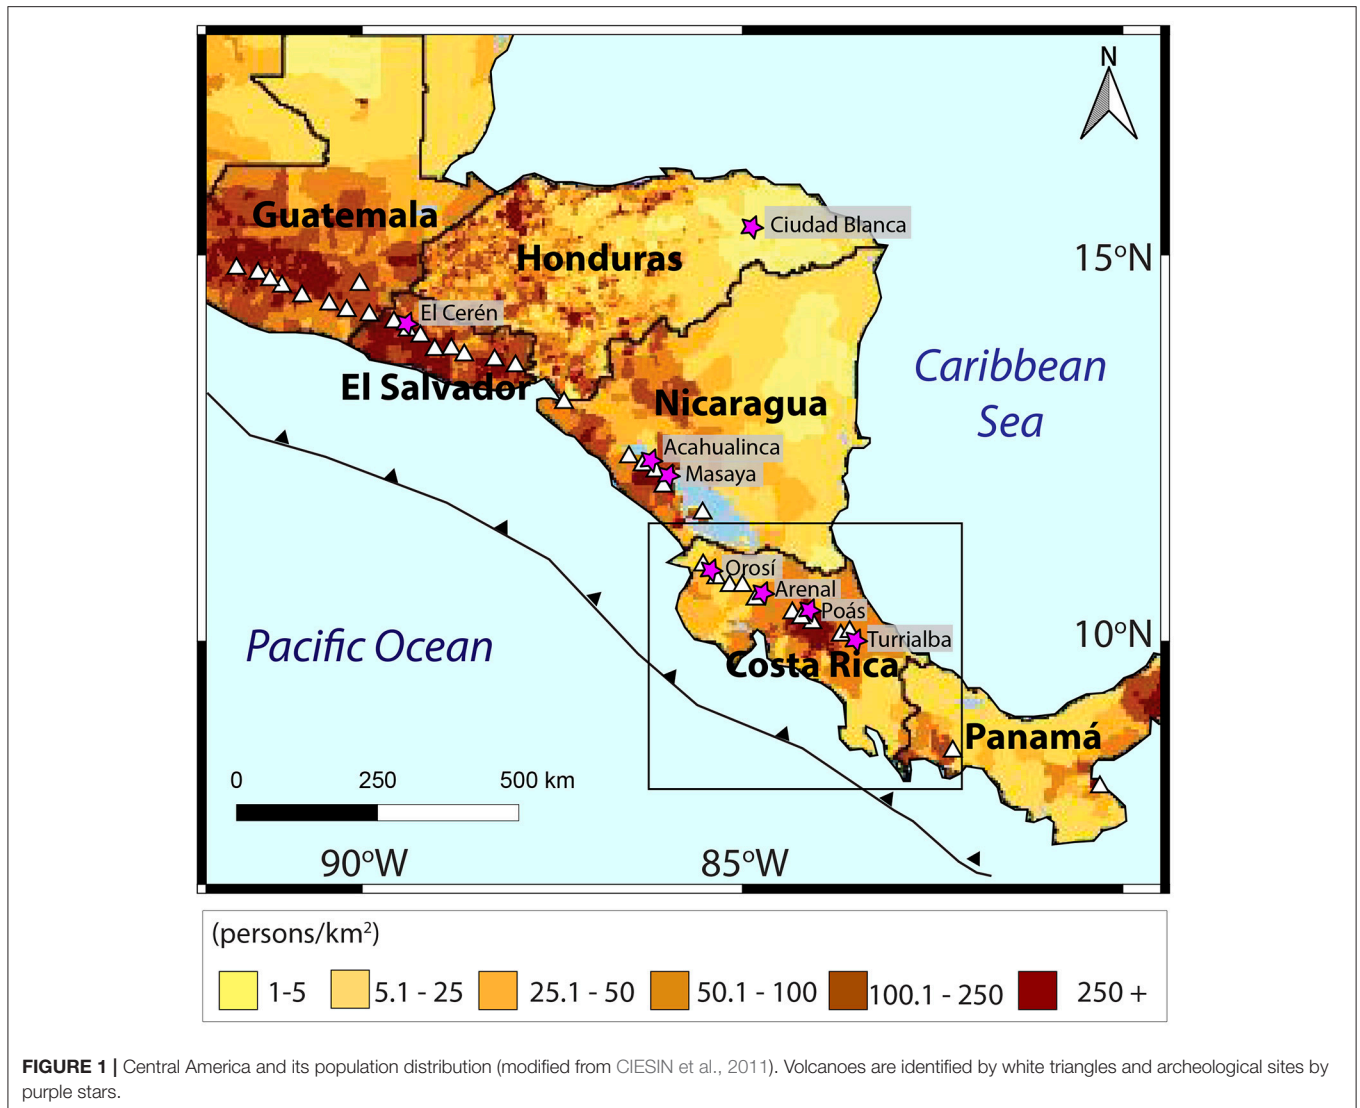 N
Guatemala
Ciudad Blanca
Honduras
15°N
El Cerén
Caribbean
Sea
El Salvador
Nicaragua
Acahualinca
Masaya
Orosí
Arenal
Poás
10°N
Turrialba
Pacific Ocean
Costa Rica
Panamá
0 250 500 km
90°W 85°W
(persons/km²)
1-5 5.1 - 25 25.1 - 50 50.1 - 100 100.1 - 250 250 +
FIGURE 1 | Central America and its population distribution (modified from CIESIN et al., 2011). Volcanoes are identified by white triangles and archeological sites by
purple stars.